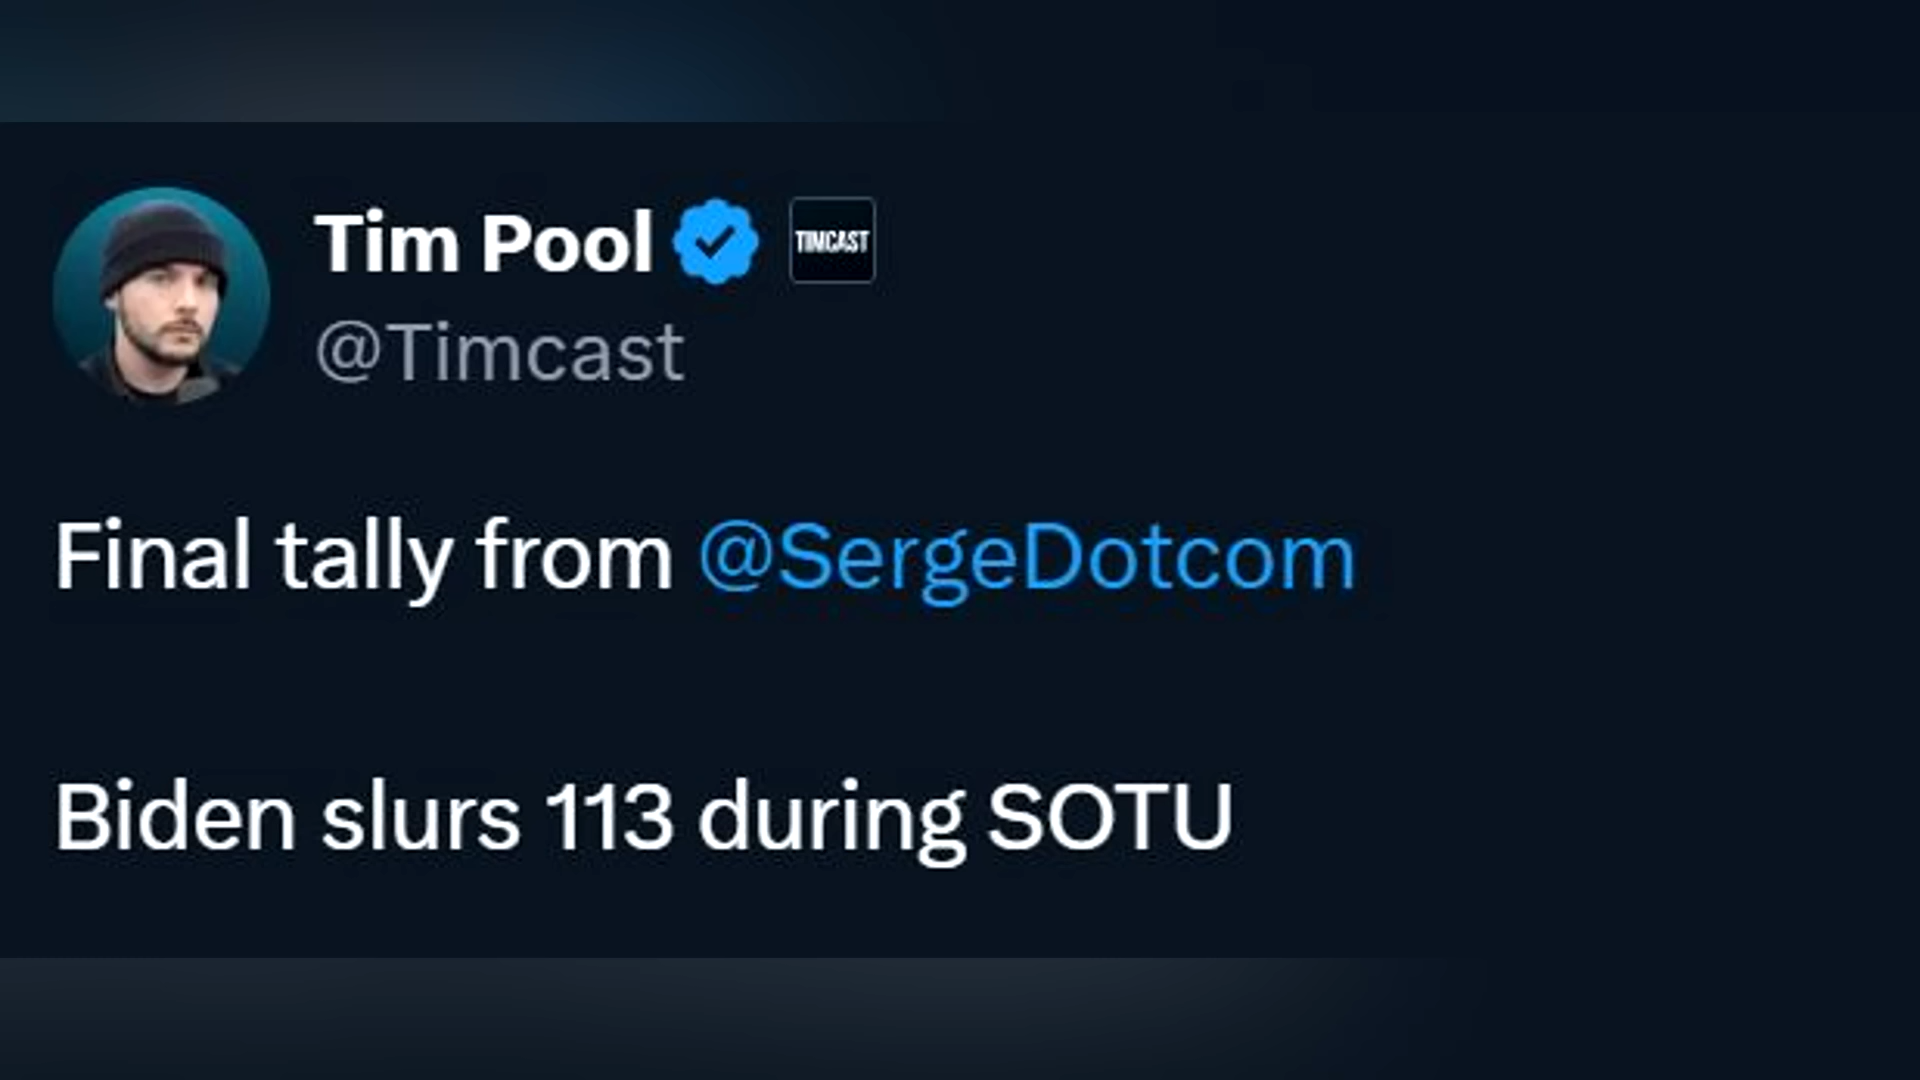 Tim Pool TIMCAST
@Timcast
Final tally from @SergeDotcom
Biden slurs 113 during SOTU